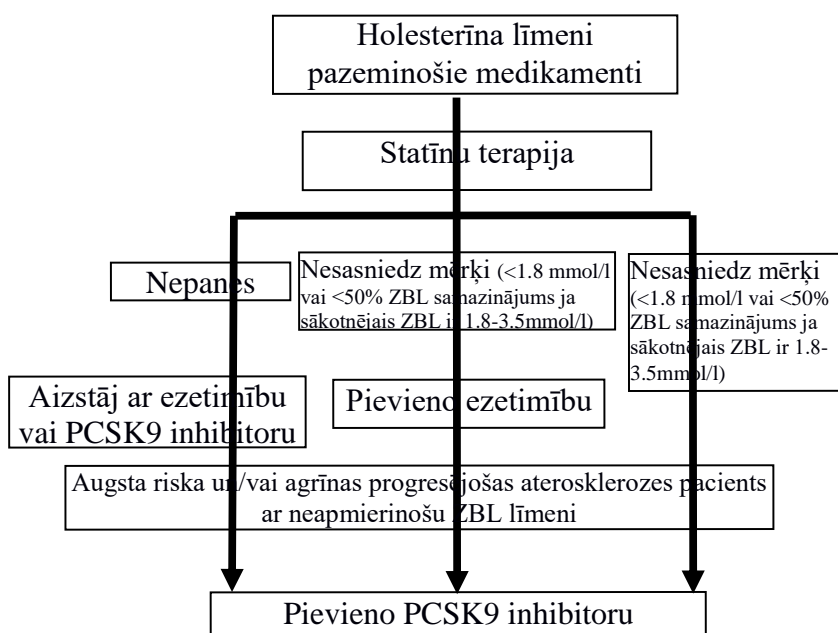 Holesterīna līmeni
pazeminošie medikamenti
Statīnu terapija
Nepanes
Nesasniedz mērķi (<1.8 mmol/l
vai <50% ZBL samazinājums ja
sākotnējais ZBL ir 1.8-3.5mmol/l)
Nesasniedz mērķi
(<1.8 mmol/l vai <50%
ZBL samazinājums ja
sākotnējais ZBL ir 1.8-
3.5mmol/l)
Aizstāj ar ezetimību
vai PCSK9 inhibitoru
Pievieno ezetimību
Augsta riska un/vai agrīnas progresējošas aterosklerozes pacients
ar neapmierinošu ZBL līmeni
Pievieno PCSK9 inhibitoru